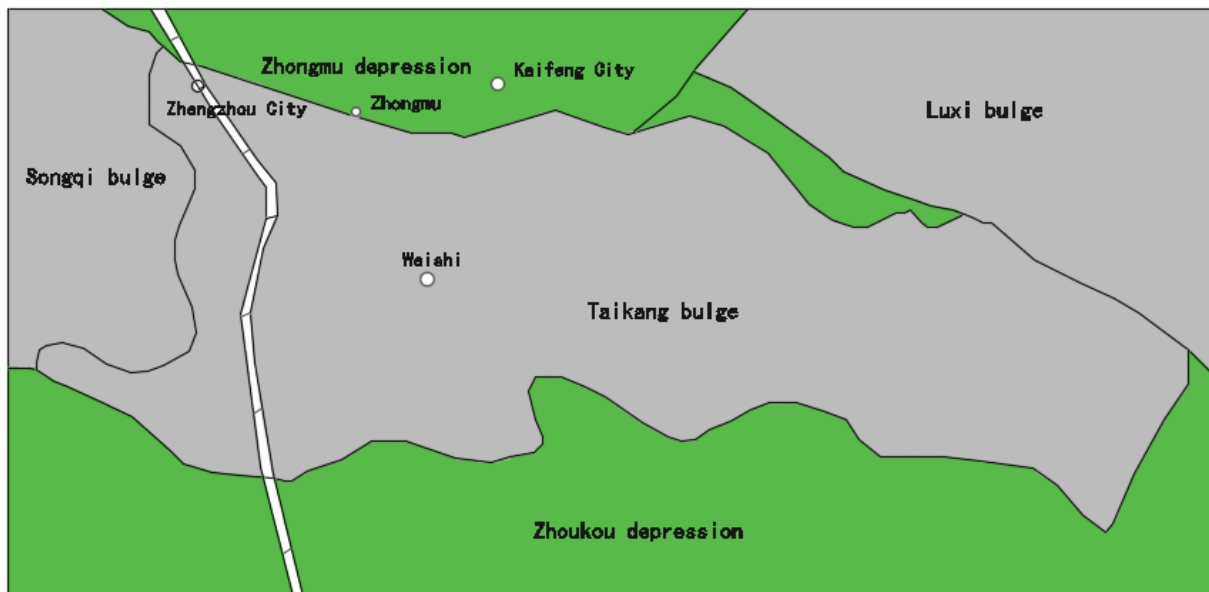 Zhongmu depression
Kaifeng City
Zhengzhou City
Zhongmu
Luxi bulge
Songqi bulge
Weishi
Taikang bulge
Zhoukou depression